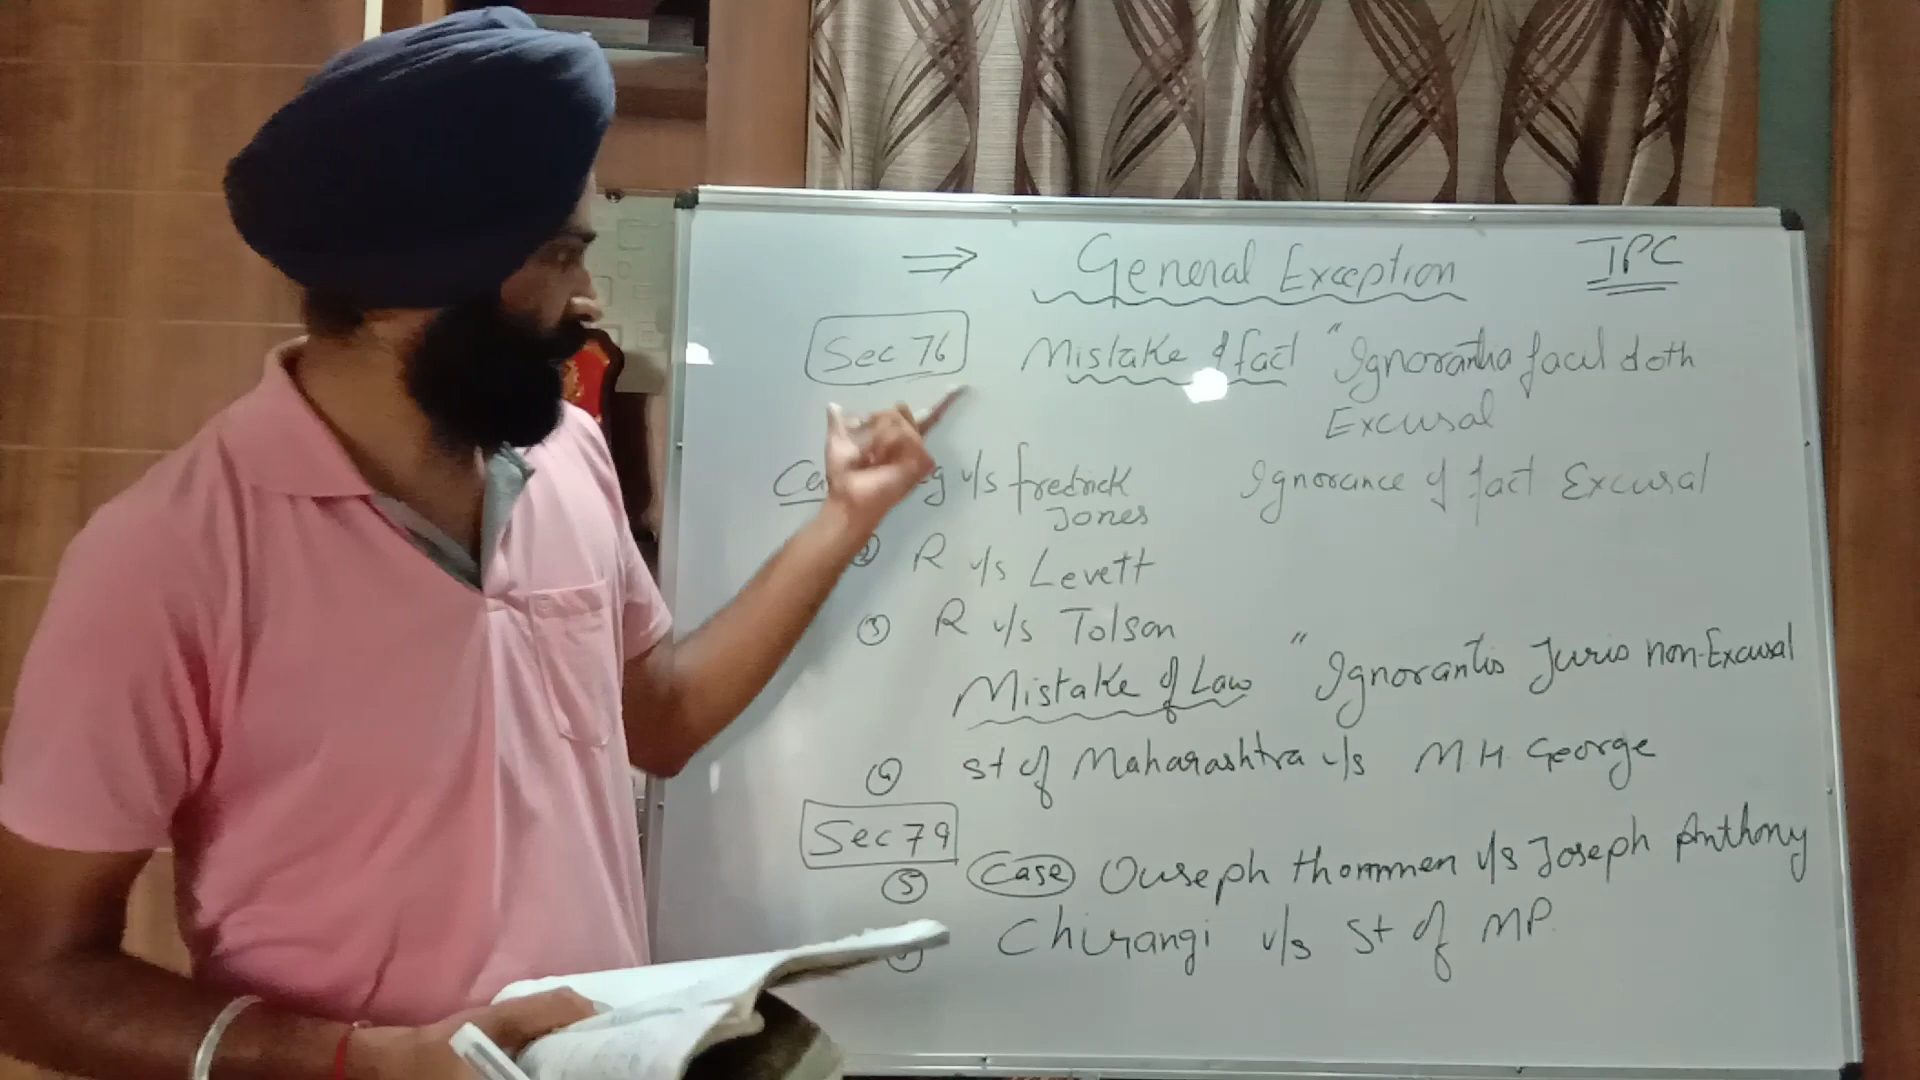 ⇒ General Exception IPC
Sec 76 Mistake of fact "Ignorantia facit doth
Excusal
v/s fredrick Ignorance of fact Excusal
Jones
② R v/s Levett
③ R v/s Tolson
Mistake of Law "Ignorantis Juris non-Excusal
④ st of Maharashtra v/s M H. George
Sec 79
⑤ Case Ouseph thommen v/s Joseph Anthony
Chirangi v/s st of MP.